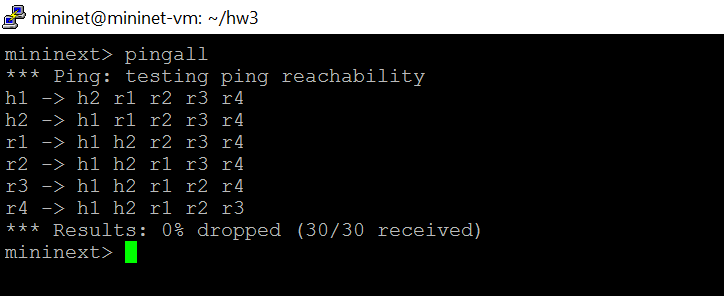 mininet@mininet-vm: ~/hw3
mininext> pingall
*** Ping: testing ping reachability
h1 -> h2 r1 r2 r3 r4
h2 -> h1 r1 r2 r3 r4
r1 -> h1 h2 r2 r3 r4
r2 -> h1 h2 r1 r3 r4
r3 -> h1 h2 r1 r2 r4
r4 -> h1 h2 r1 r2 r3
*** Results: 0% dropped (30/30 received)
mininext>